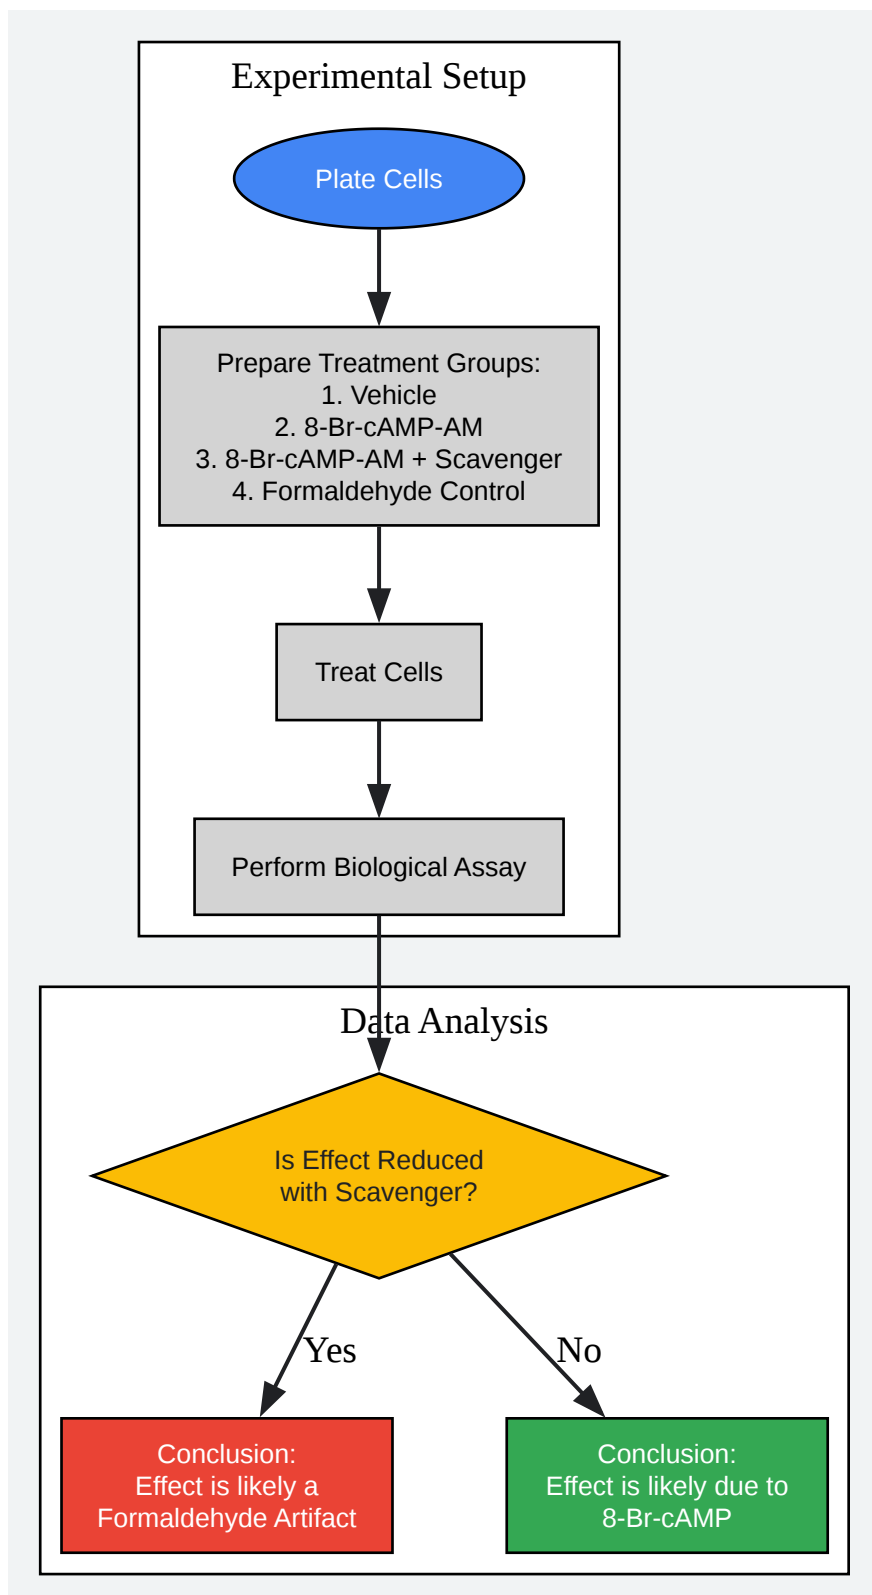 Experimental Setup
Plate Cells
Prepare Treatment Groups:
1. Vehicle
2. 8-Br-cAMP-AM
3. 8-Br-cAMP-AM + Scavenger
4. Formaldehyde Control
Treat Cells
Perform Biological Assay
Data Analysis
Is Effect Reduced
with Scavenger?
Yes
No
Conclusion:
Effect is likely a
Formaldehyde Artifact
Conclusion:
Effect is likely due to
8-Br-cAMP